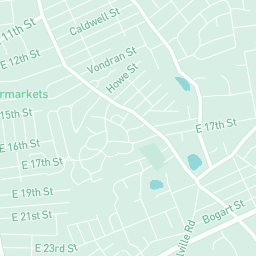 E 11th St
Caldwell St
E 12th St
Vondran St
Howe St
rmarkets
15th St
E 17th St
E 16th St
E 17th St
E 19th St
E 21st St
Bogart St
lville Rd
E 23rd St